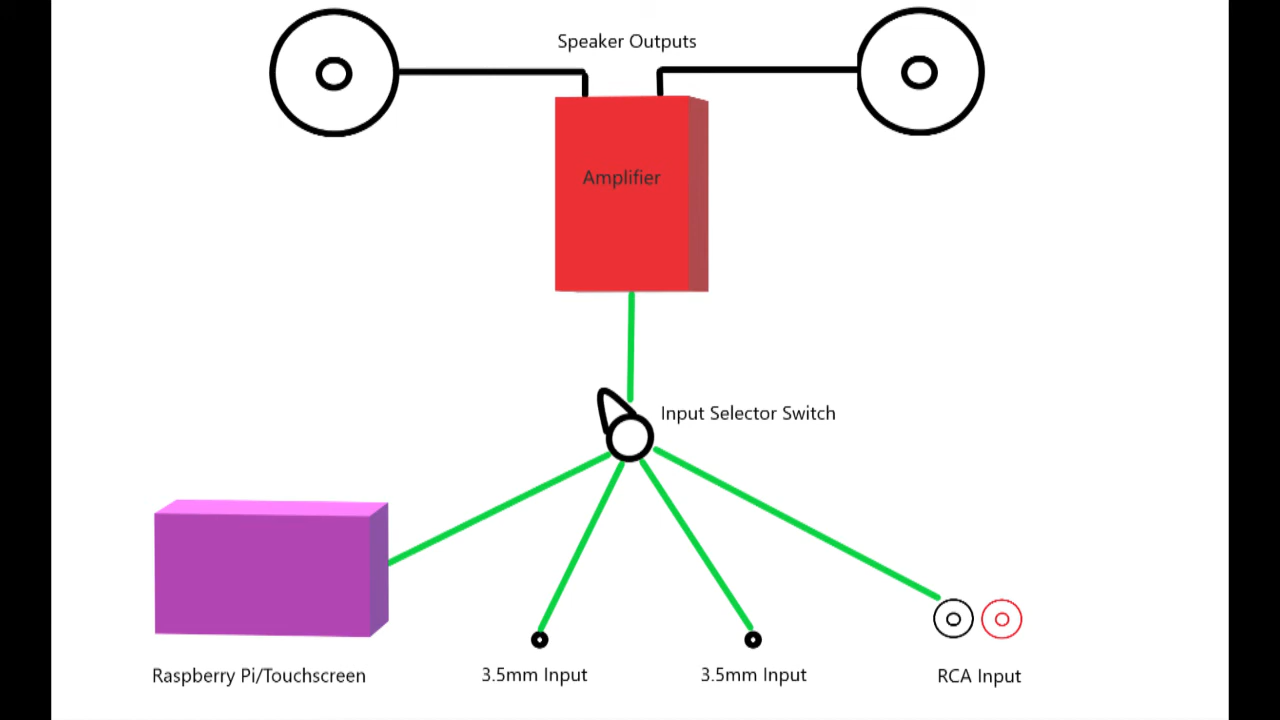 Speaker Outputs
Amplifier
Input Selector Switch
Raspberry Pi/Touchscreen
3.5mm Input
3.5mm Input
RCA Input